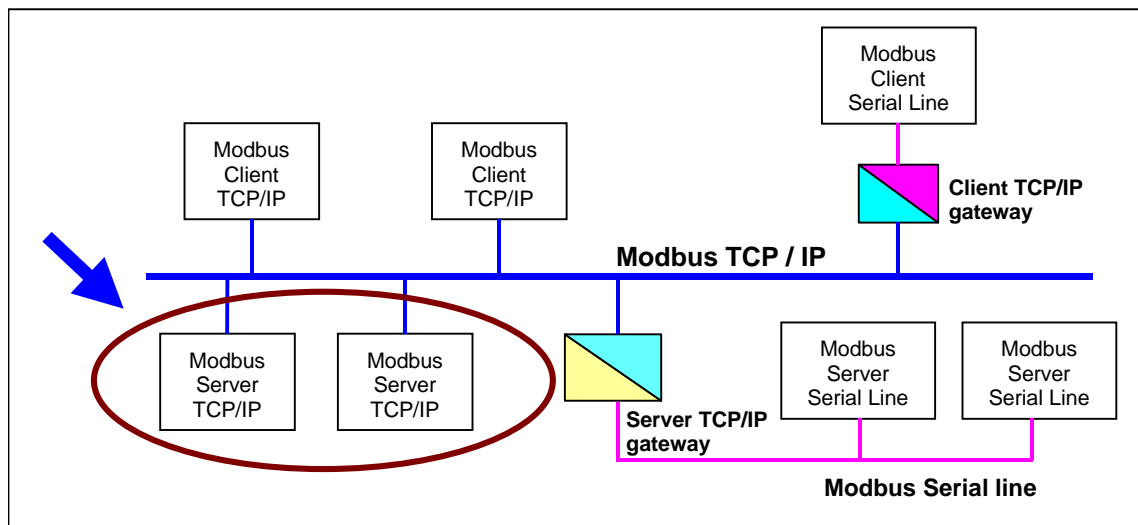 Modbus
Client
Serial Line
Modbus
Client
TCP/IP
Modbus
Client
TCP/IP
Client TCP/IP
gateway
Modbus TCP / IP
Modbus
Server
TCP/IP
Modbus
Server
TCP/IP
Server TCP/IP
gateway
Modbus
Server
Serial Line
Modbus
Server
Serial Line
Modbus Serial line